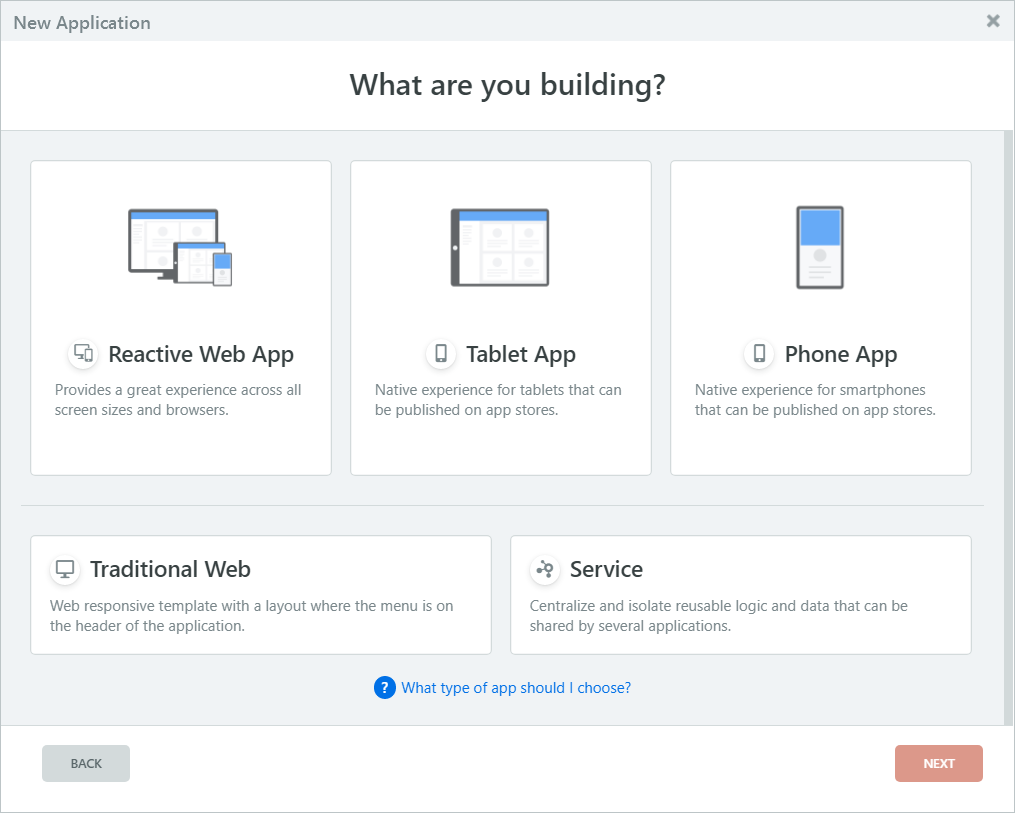 New Application
What are you building?
Reactive Web App
Provides a great experience across all
screen sizes and browsers.
Tablet App
Native experience for tablets that can
be published on app stores.
Phone App
Native experience for smartphones
that can be published on app stores.
Traditional Web
Web responsive template with a layout where the menu is on
the header of the application.
Service
Centralize and isolate reusable logic and data that can be
shared by several applications.
? What type of app should I choose?
BACK
NEXT